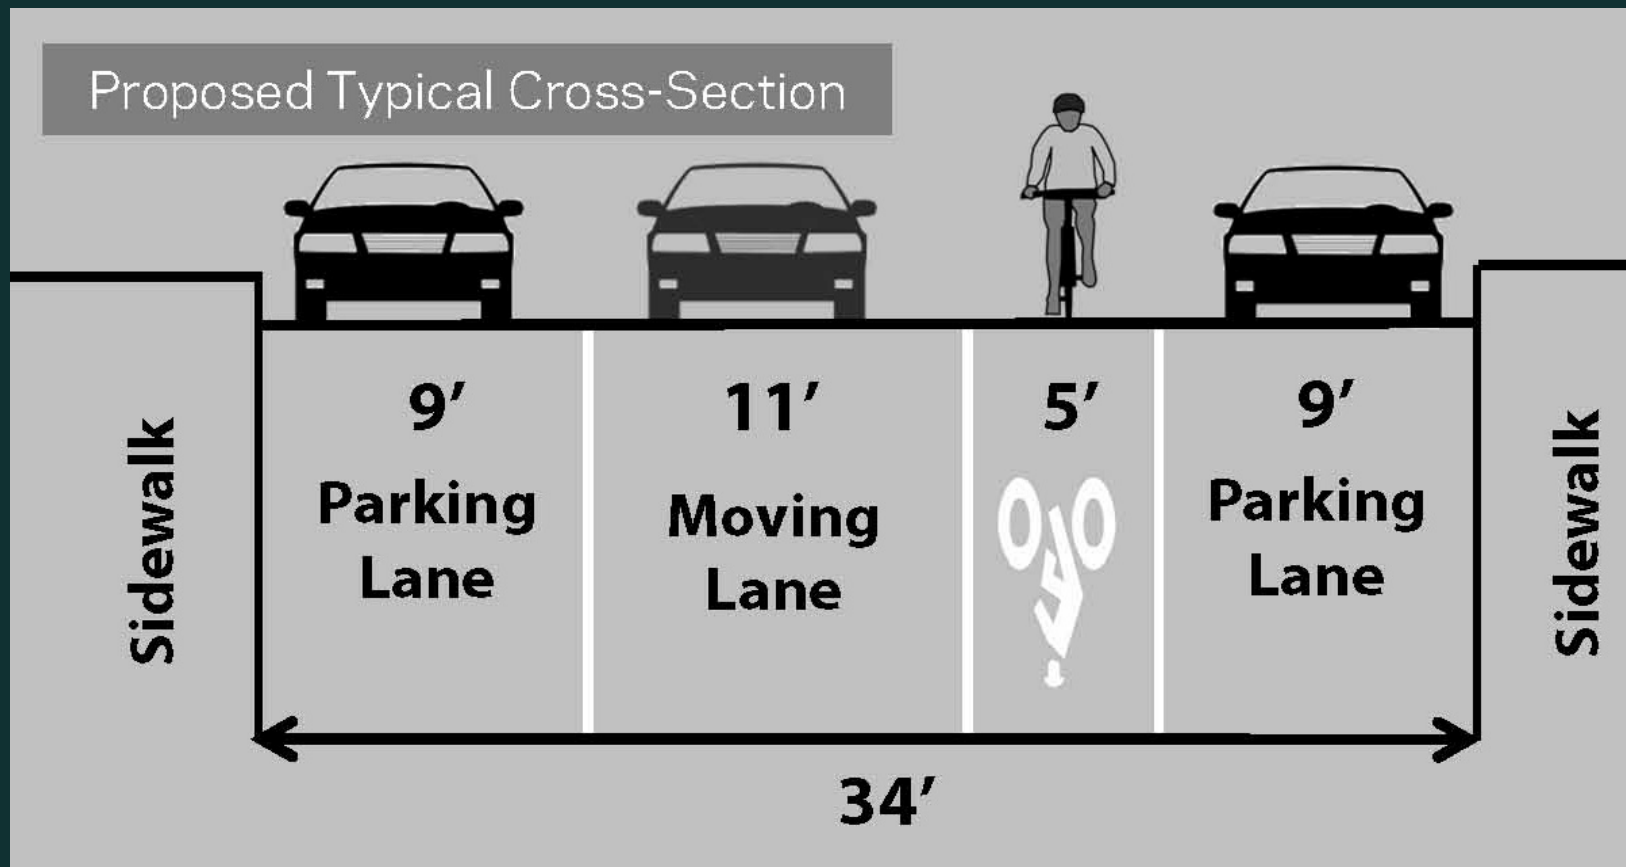 Proposed Typical Cross-Section
Sidewalk
9′
Parking
Lane
11′
Moving
Lane
5′
9′
Parking
Lane
Sidewalk
34′